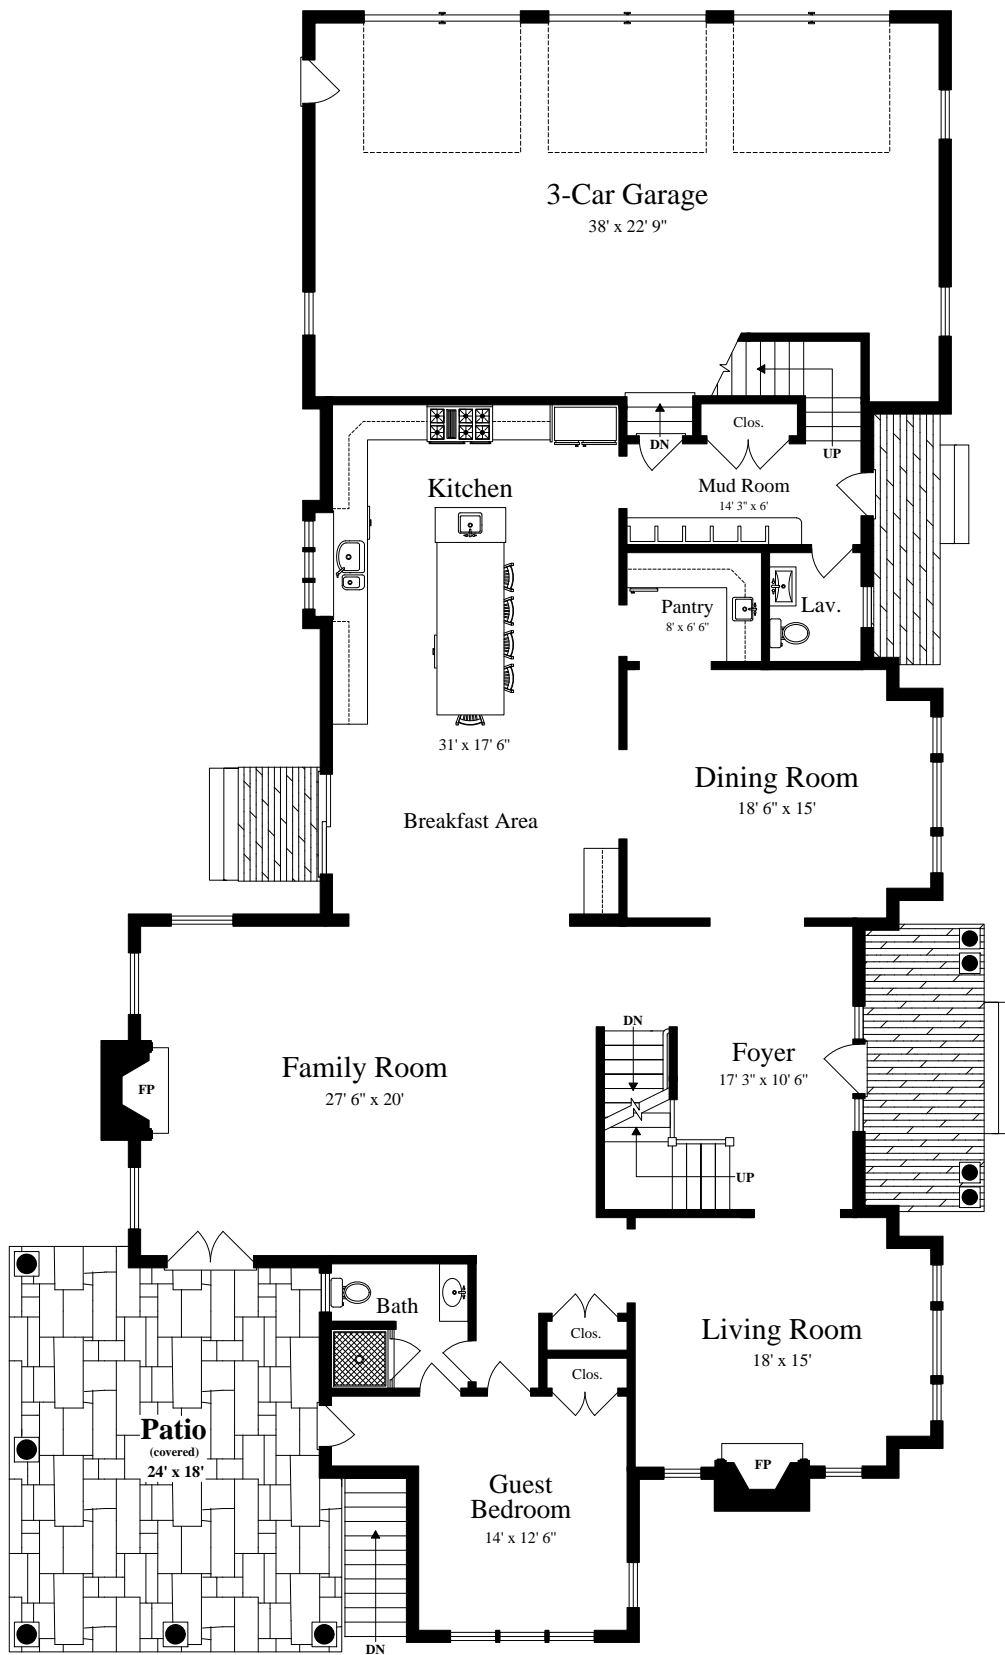 3-Car Garage
38' x 22' 9"
Clos.
DN
UP
Kitchen
Mud Room
14' 3" x 6'
Pantry
8' x 6' 6"
Lav.
31' x 17' 6"
Dining Room
18' 6" x 15'
Breakfast Area
DN
Family Room
27' 6" x 20'
Foyer
17' 3" x 10' 6"
FP
UP
Bath
Clos.
Living Room
18' x 15'
Clos.
Patio
(covered)
24' x 18'
FP
Guest
Bedroom
14' x 12' 6"
DN